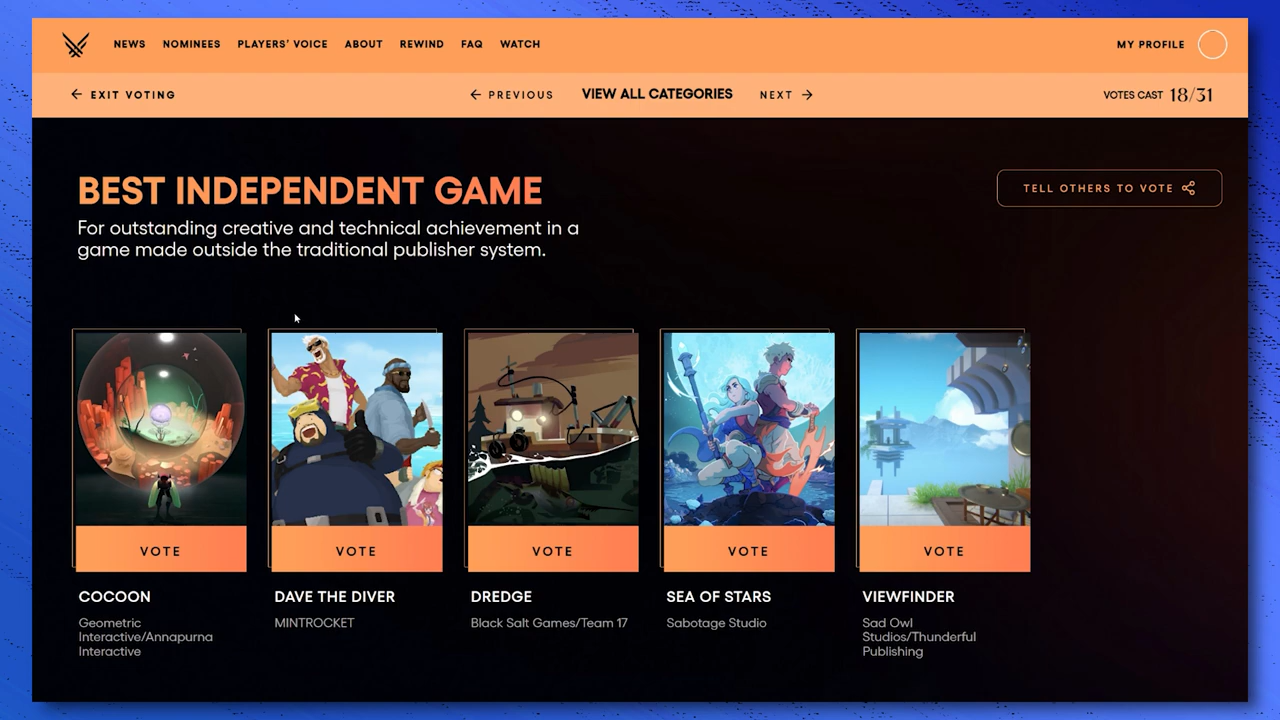 NEWS NOMINEES PLAYERS' VOICE ABOUT REWIND FAQ WATCH MY PROFILE
← EXIT VOTING ← PREVIOUS VIEW ALL CATEGORIES NEXT → VOTES CAST 18/31
BEST INDEPENDENT GAME
TELL OTHERS TO VOTE
For outstanding creative and technical achievement in a
game made outside the traditional publisher system.
VOTE VOTE VOTE VOTE VOTE
COCOON
Geometric
Interactive/Annapurna
Interactive
DAVE THE DIVER
MINTROCKET
DREDGE
Black Salt Games/Team 17
SEA OF STARS
Sabotage Studio
VIEWFINDER
Sad Owl
Studios/Thunderful
Publishing